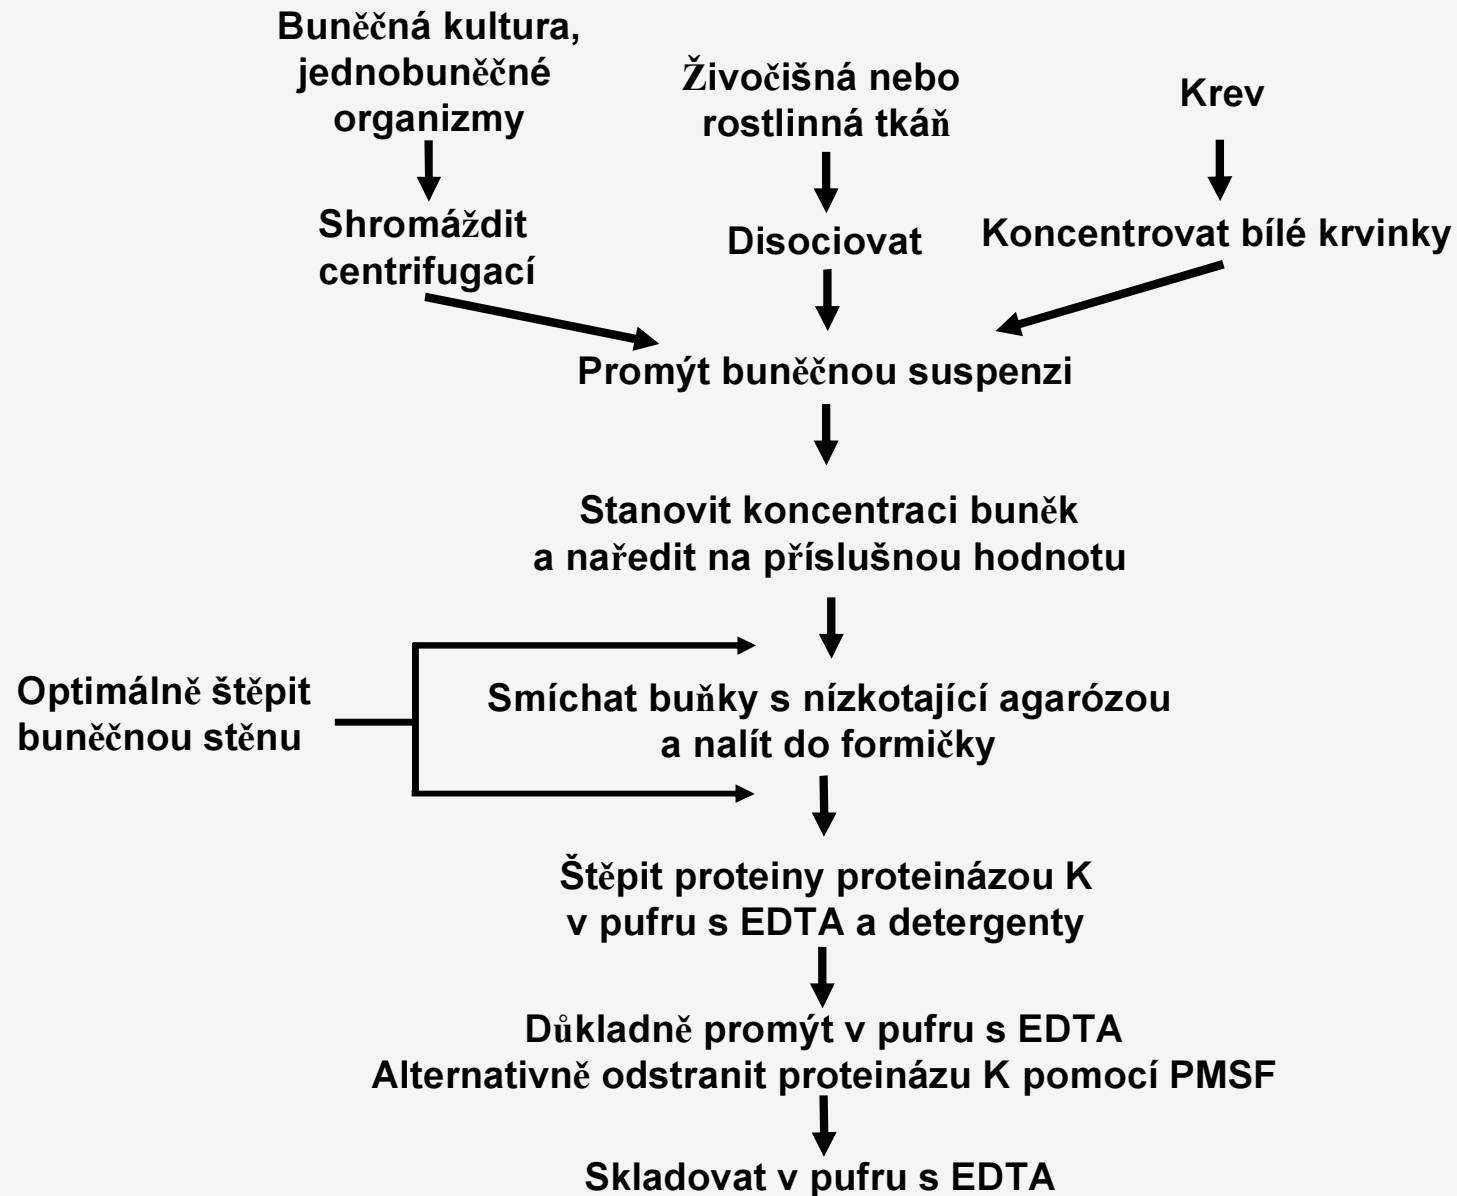 Buněčná kultura,
jednobuněčné
organizmy
Živočišná nebo
rostlinná tkáň
Krev
Shromáždit
centrifugací
Disociovat
Koncentrovat bílé krvinky
Promýt buněčnou suspenzi
Stanovit koncentraci buněk
a naředit na příslušnou hodnotu
Optimálně štěpit
buněčnou stěnu
Smíchat buňky s nízkotající agarózou
a nalít do formičky
Štěpit proteiny proteinázou K
v pufru s EDTA a detergenty
Důkladně promýt v pufru s EDTA
Alternativně odstranit proteinázu K pomocí PMSF
Skladovat v pufru s EDTA